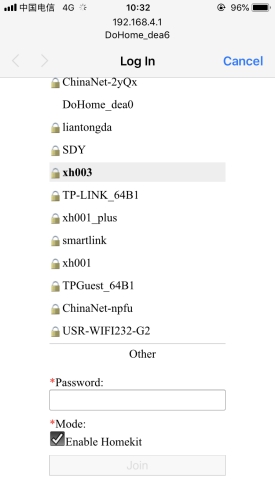 中国电信 4G 10:32 96%
192.168.4.1
DoHome_dea6
Log In Cancel
ChinaNet-2yQx
DoHome_dea0
liantongda
SDY
xh003
TP-LINK_64B1
xh001_plus
smartlink
xh001
TPGuest_64B1
ChinaNet-npfu
USR-WIFI232-G2
Other
*Password:
*Mode:
Enable Homekit
Join